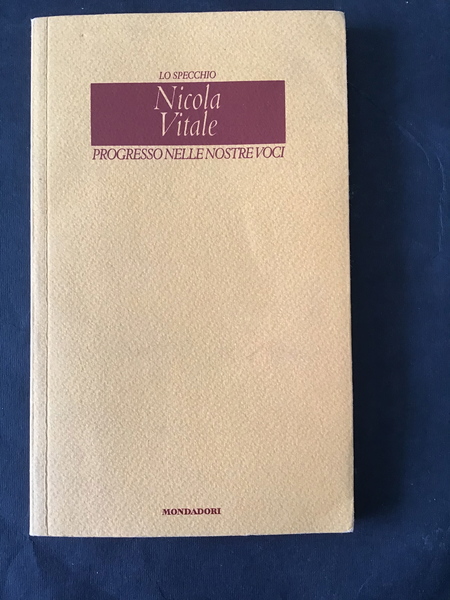 LO SPECCHIO
Nicola
Vitale
PROGRESSO NELLE NOSTRE VOCI
MONDADORI